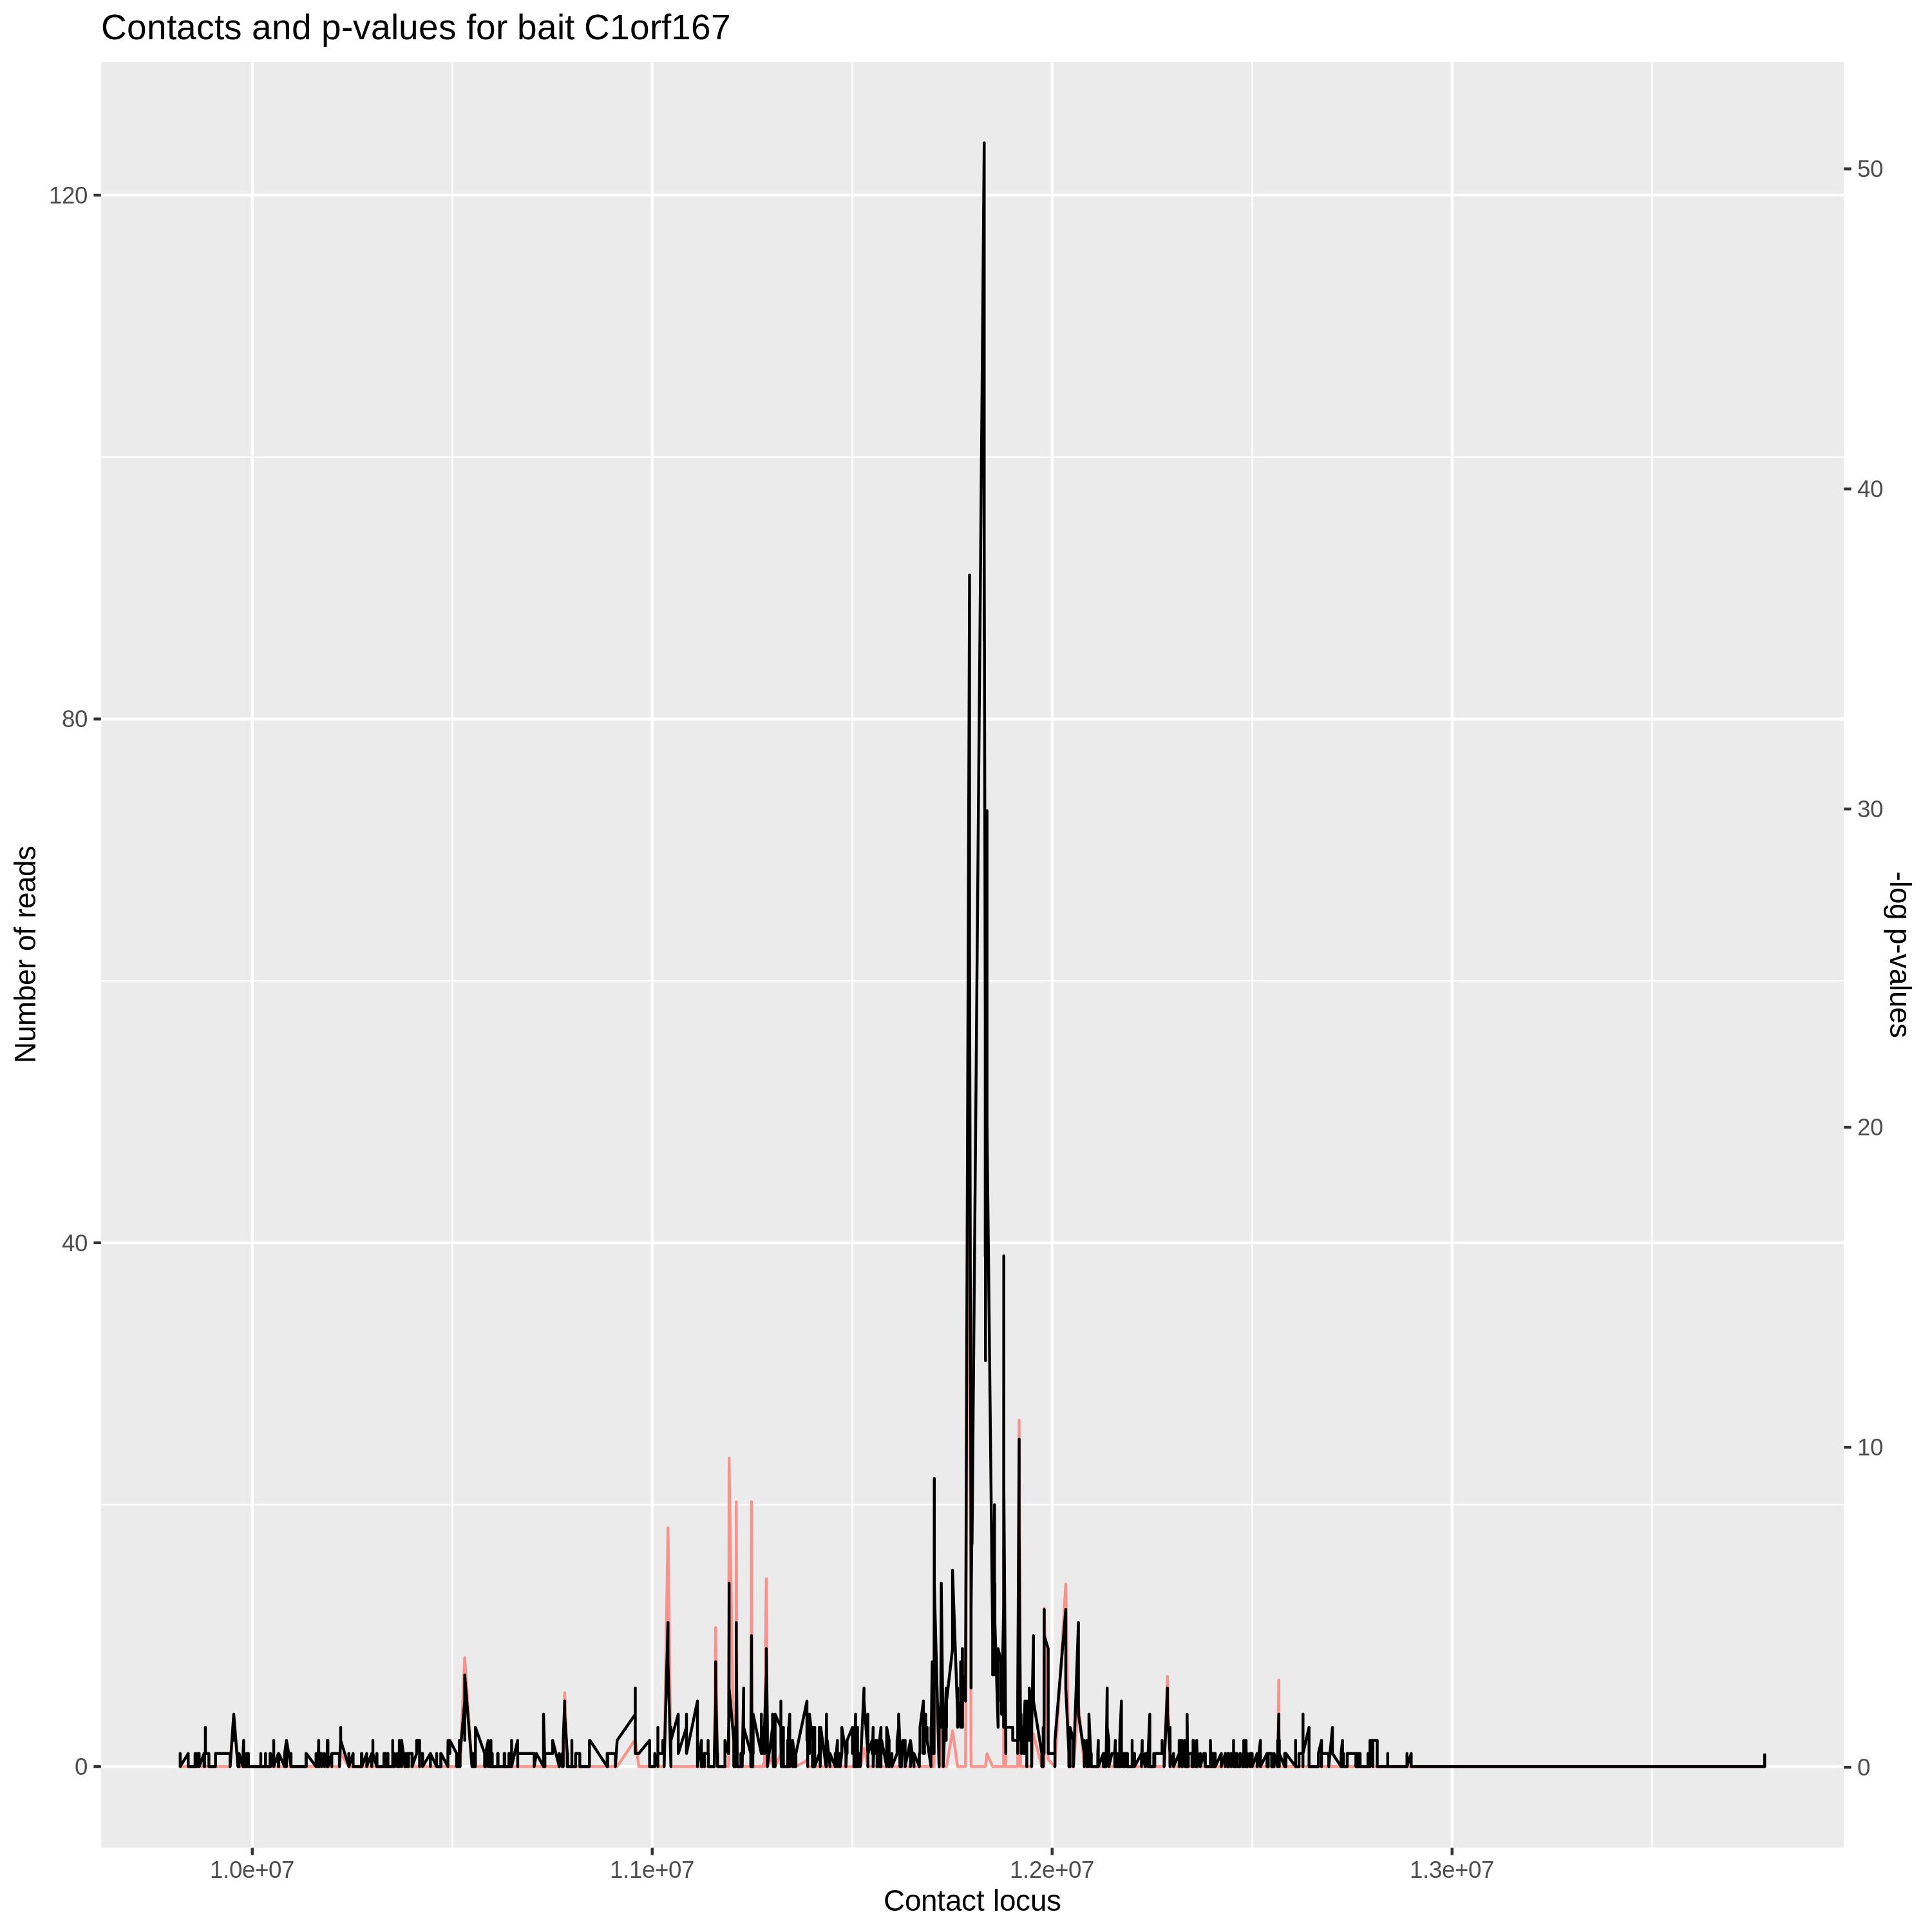 Contacts and p-values for bait C1orf167
120
80
40
0
Number of reads
50
40
30
20
10
0
-log p-values
1.0e+07 1.1e+07 1.2e+07 1.3e+07
Contact locus